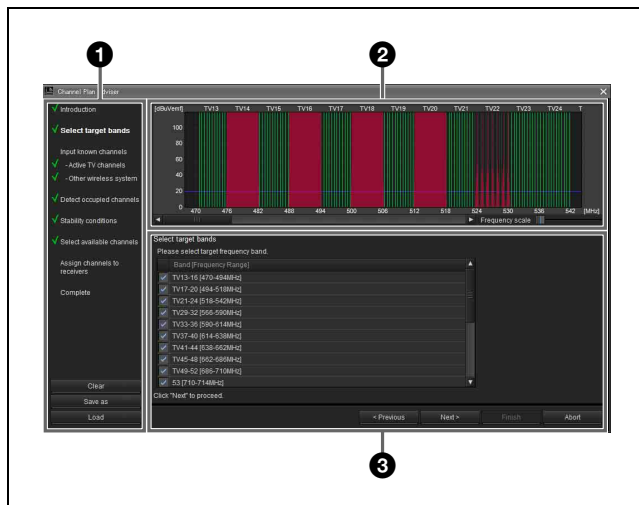 1
2
Channel Plan Adviser
Introduction
Select target bands
Input known channels
-Active TV channels
-Other wireless system
Detect occupied channels
Stability conditions
Select available channels
Assign channels to
receivers
Complete
Clear
Save as
Load
[dBuVemf] TV13 TV14 TV15 TV16 TV17 TV18 TV19 TV20 TV21 TV22 TV23 TV24 T
100
80
60
40
20
0
470 476 482 488 494 500 506 512 518 524 530 536 542 [MHz]
Frequency scale
Select target bands
Please select target frequency band.
Band [Frequency Range]
TV13-16 [470-494MHz]
TV17-20 [494-518MHz]
TV21-24 [518-542MHz]
TV29-32 [566-590MHz]
TV33-36 [590-614MHz]
TV37-40 [614-638MHz]
TV41-44 [638-662MHz]
TV45-48 [662-686MHz]
TV49-52 [686-710MHz]
53 [710-714MHz]
Click "Next" to proceed.
< Previous Next > Finish Abort
3